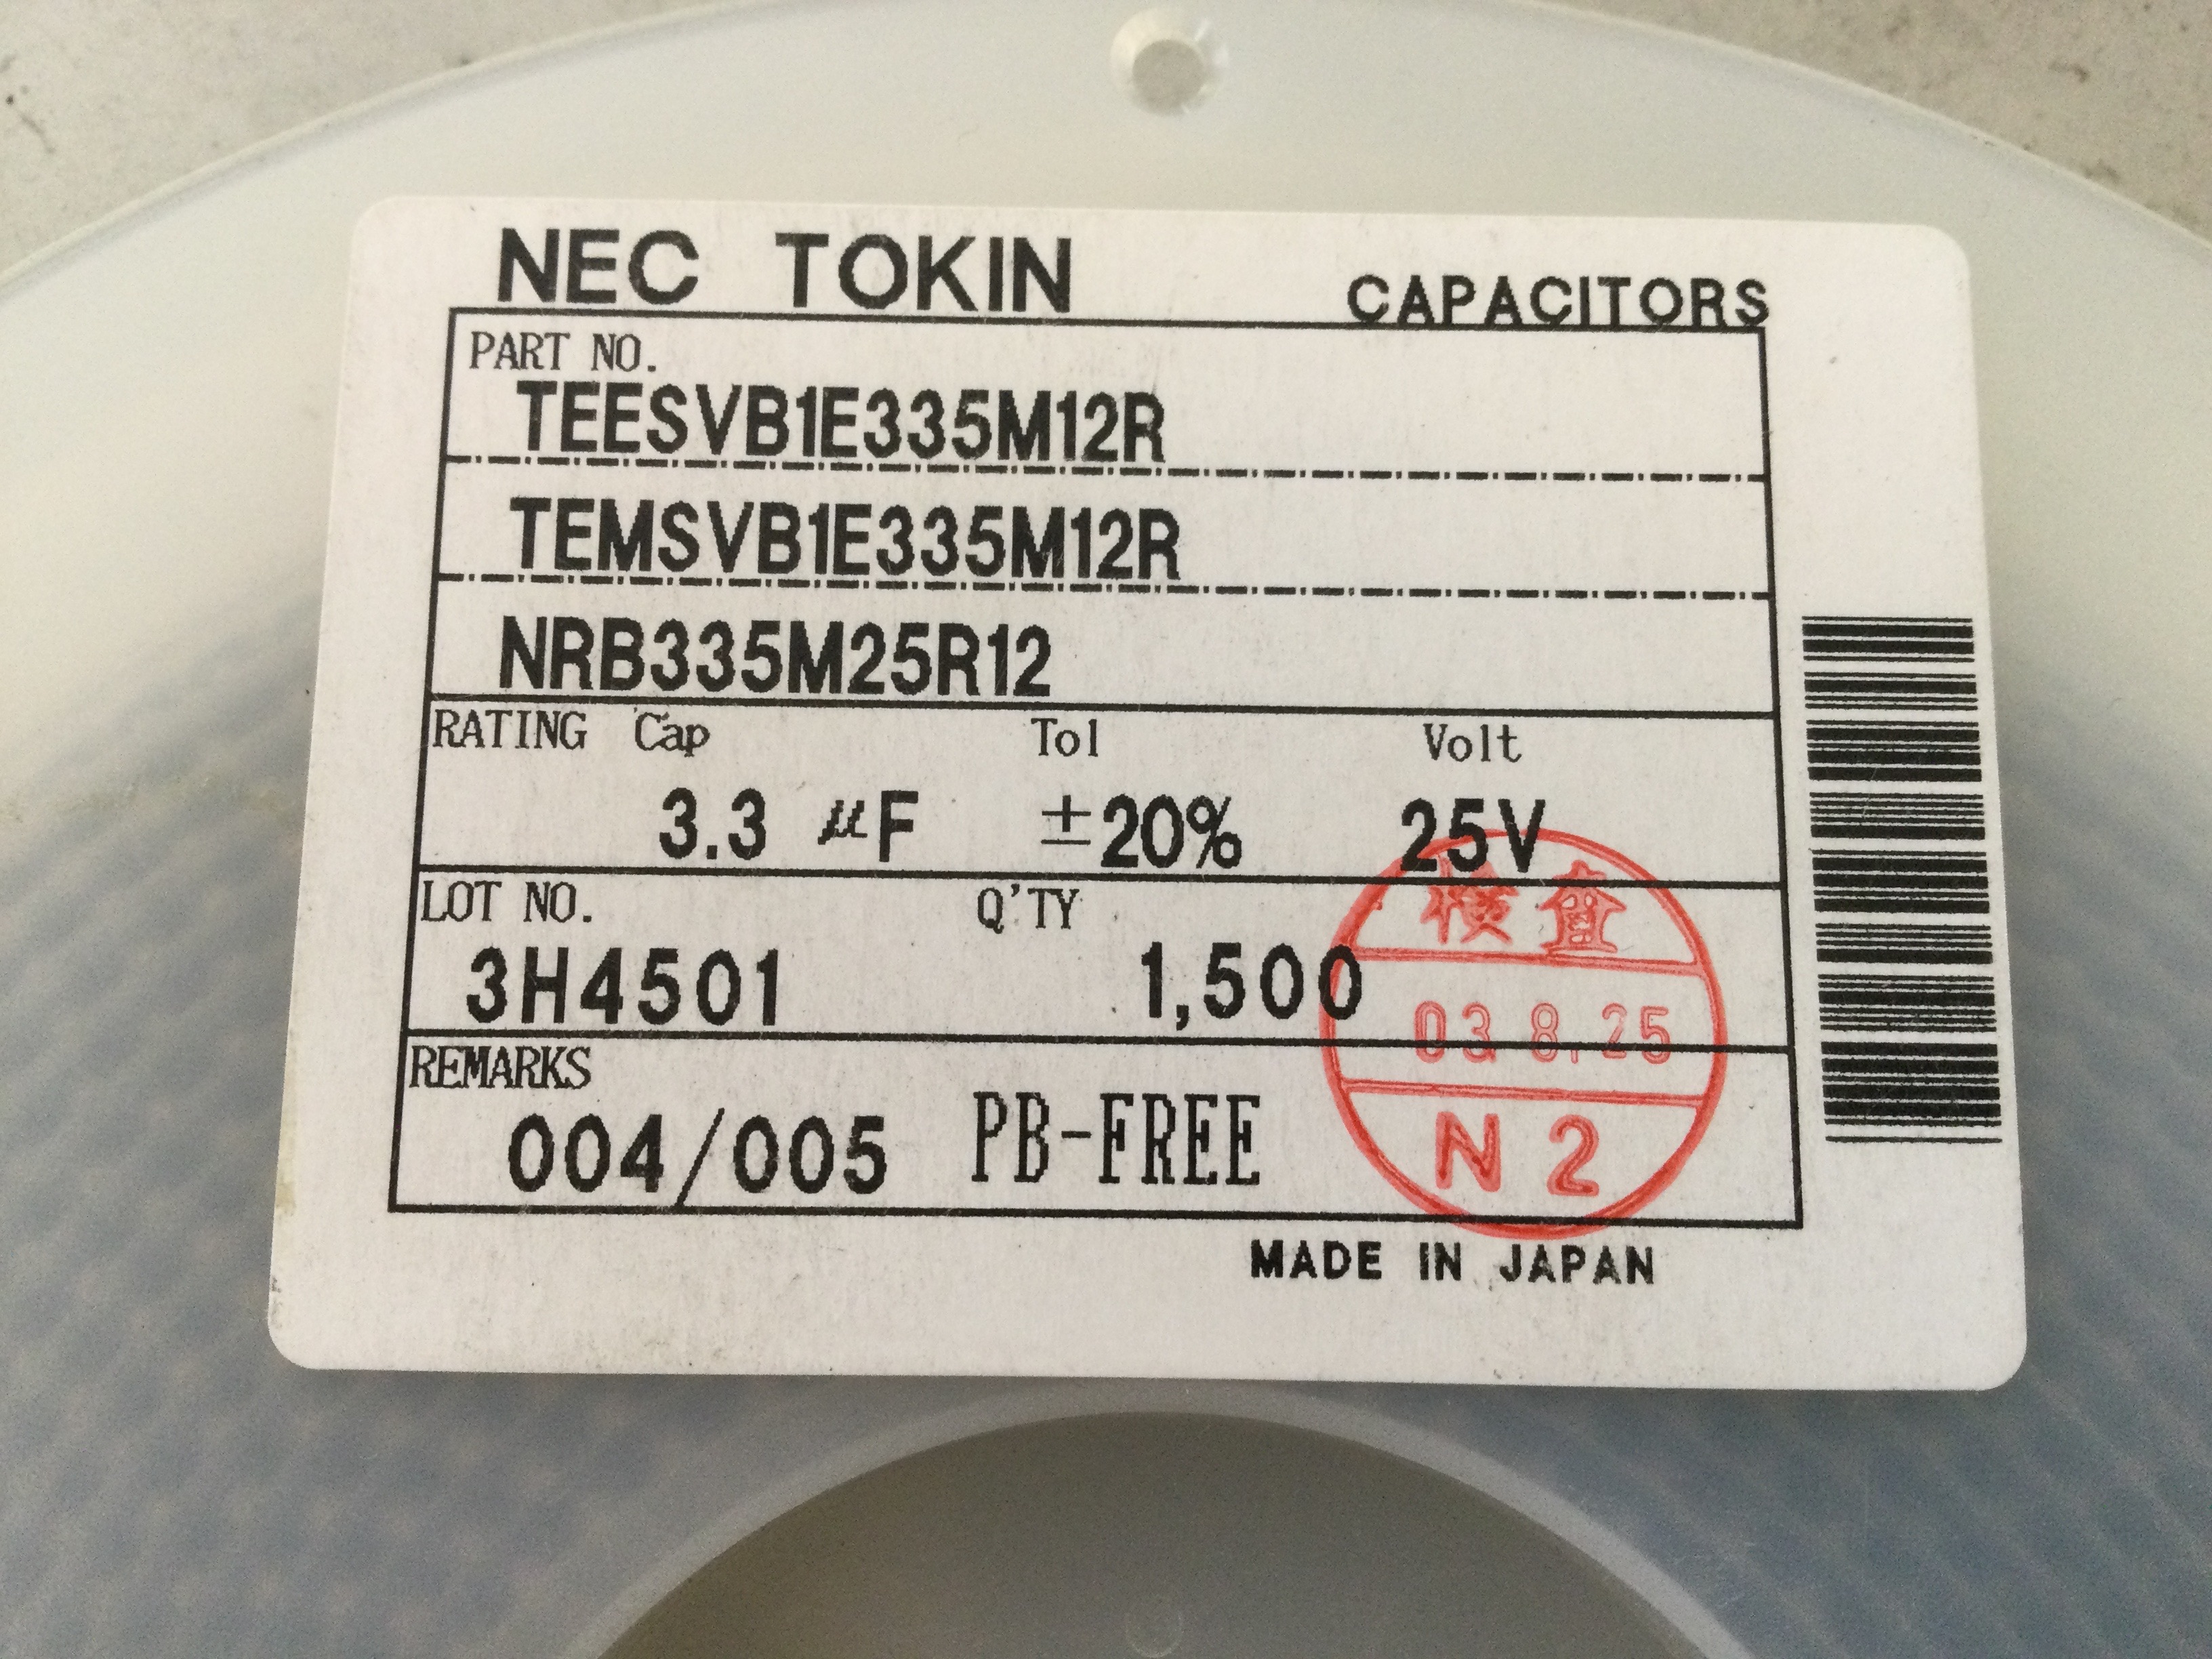 NEC TOKIN CAPACITORS
PART NO.
TEESVB1E335M12R
TEMSVB1E335M12R
NRB335M25R12
RATING Cap Tol Volt
3.3 μF ±20% 25V
LOT NO. Q'TY
3H4501 1,500
REMARKS
004/005 PB-FREE
検査
03.8.25
N2
MADE IN JAPAN